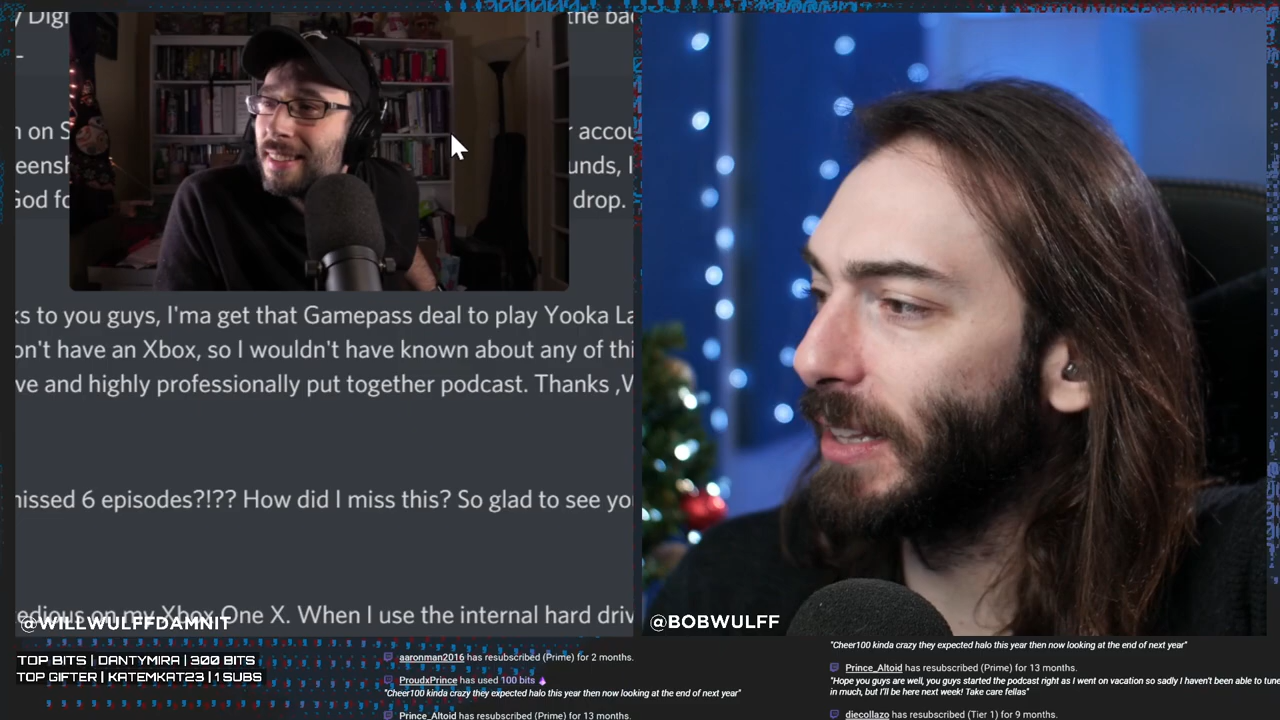 y Digi
the bac
n on S
r accou
eensh
unds, l
God fo
drop.
ks to you guys, I'ma get that Gamepass deal to play Yooka La
on't have an Xbox, so I wouldn't have known about any of thi
ve and highly professionally put together podcast. Thanks ,V
nissed 6 episodes?!?? How did I miss this? So glad to see yo
edious on my Xbox One X. When I use the internal hard driv
@WILLWULFFDAMNIT
@BOBWULFF
TOP BITS | DANTYMIRA | 300 BITS
TOP GIFTER | KATEMKAT23 | 1 SUBS
aaronman2016 has resubscribed (Prime) for 2 months.
ProudxPrince has used 100 bits
"Cheer100 kinda crazy they expected halo this year then now looking at the end of next year"
Prince_Altoid has resubscribed (Prime) for 13 months.
"Cheer100 kinda crazy they expected halo this year then now looking at the end of next year"
Prince_Altoid has resubscribed (Prime) for 13 months.
"Hope you guys are well, you guys started the podcast right as I went on vacation so sadly I haven't been able to tune
in much, but I'll be here next week! Take care fellas"
diecollazo has resubscribed (Tier 1) for 9 months.